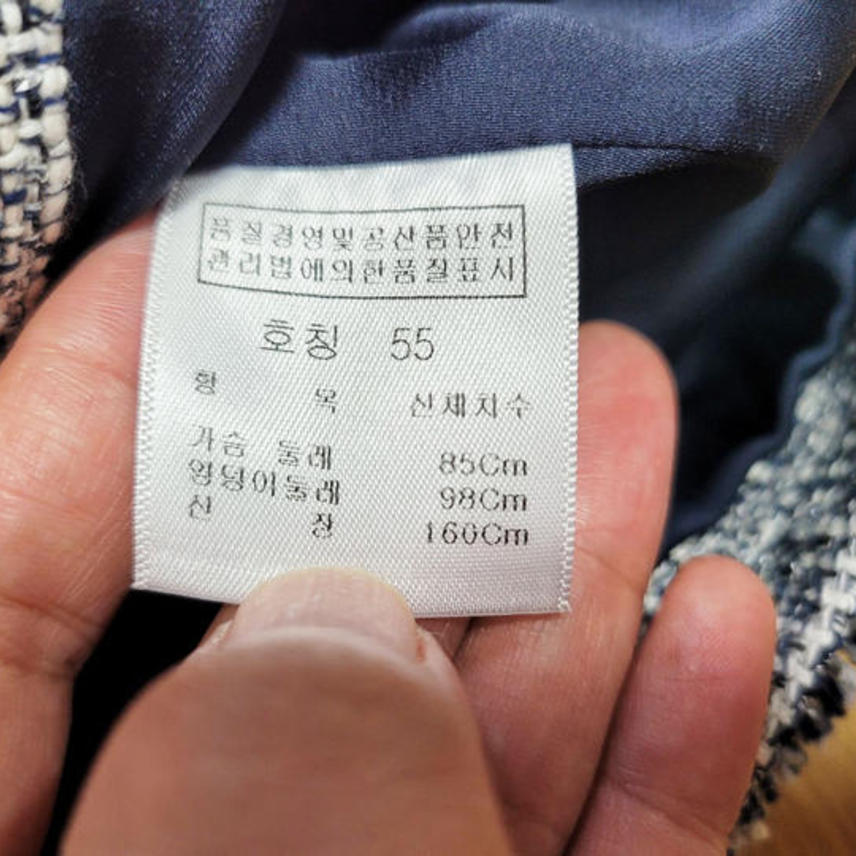 품질경영및공산품안전
관리법에의한품질표시
호칭 55
항 목 신체치수
가슴 둘레 85Cm
엉덩이둘레 98Cm
신 장 160Cm